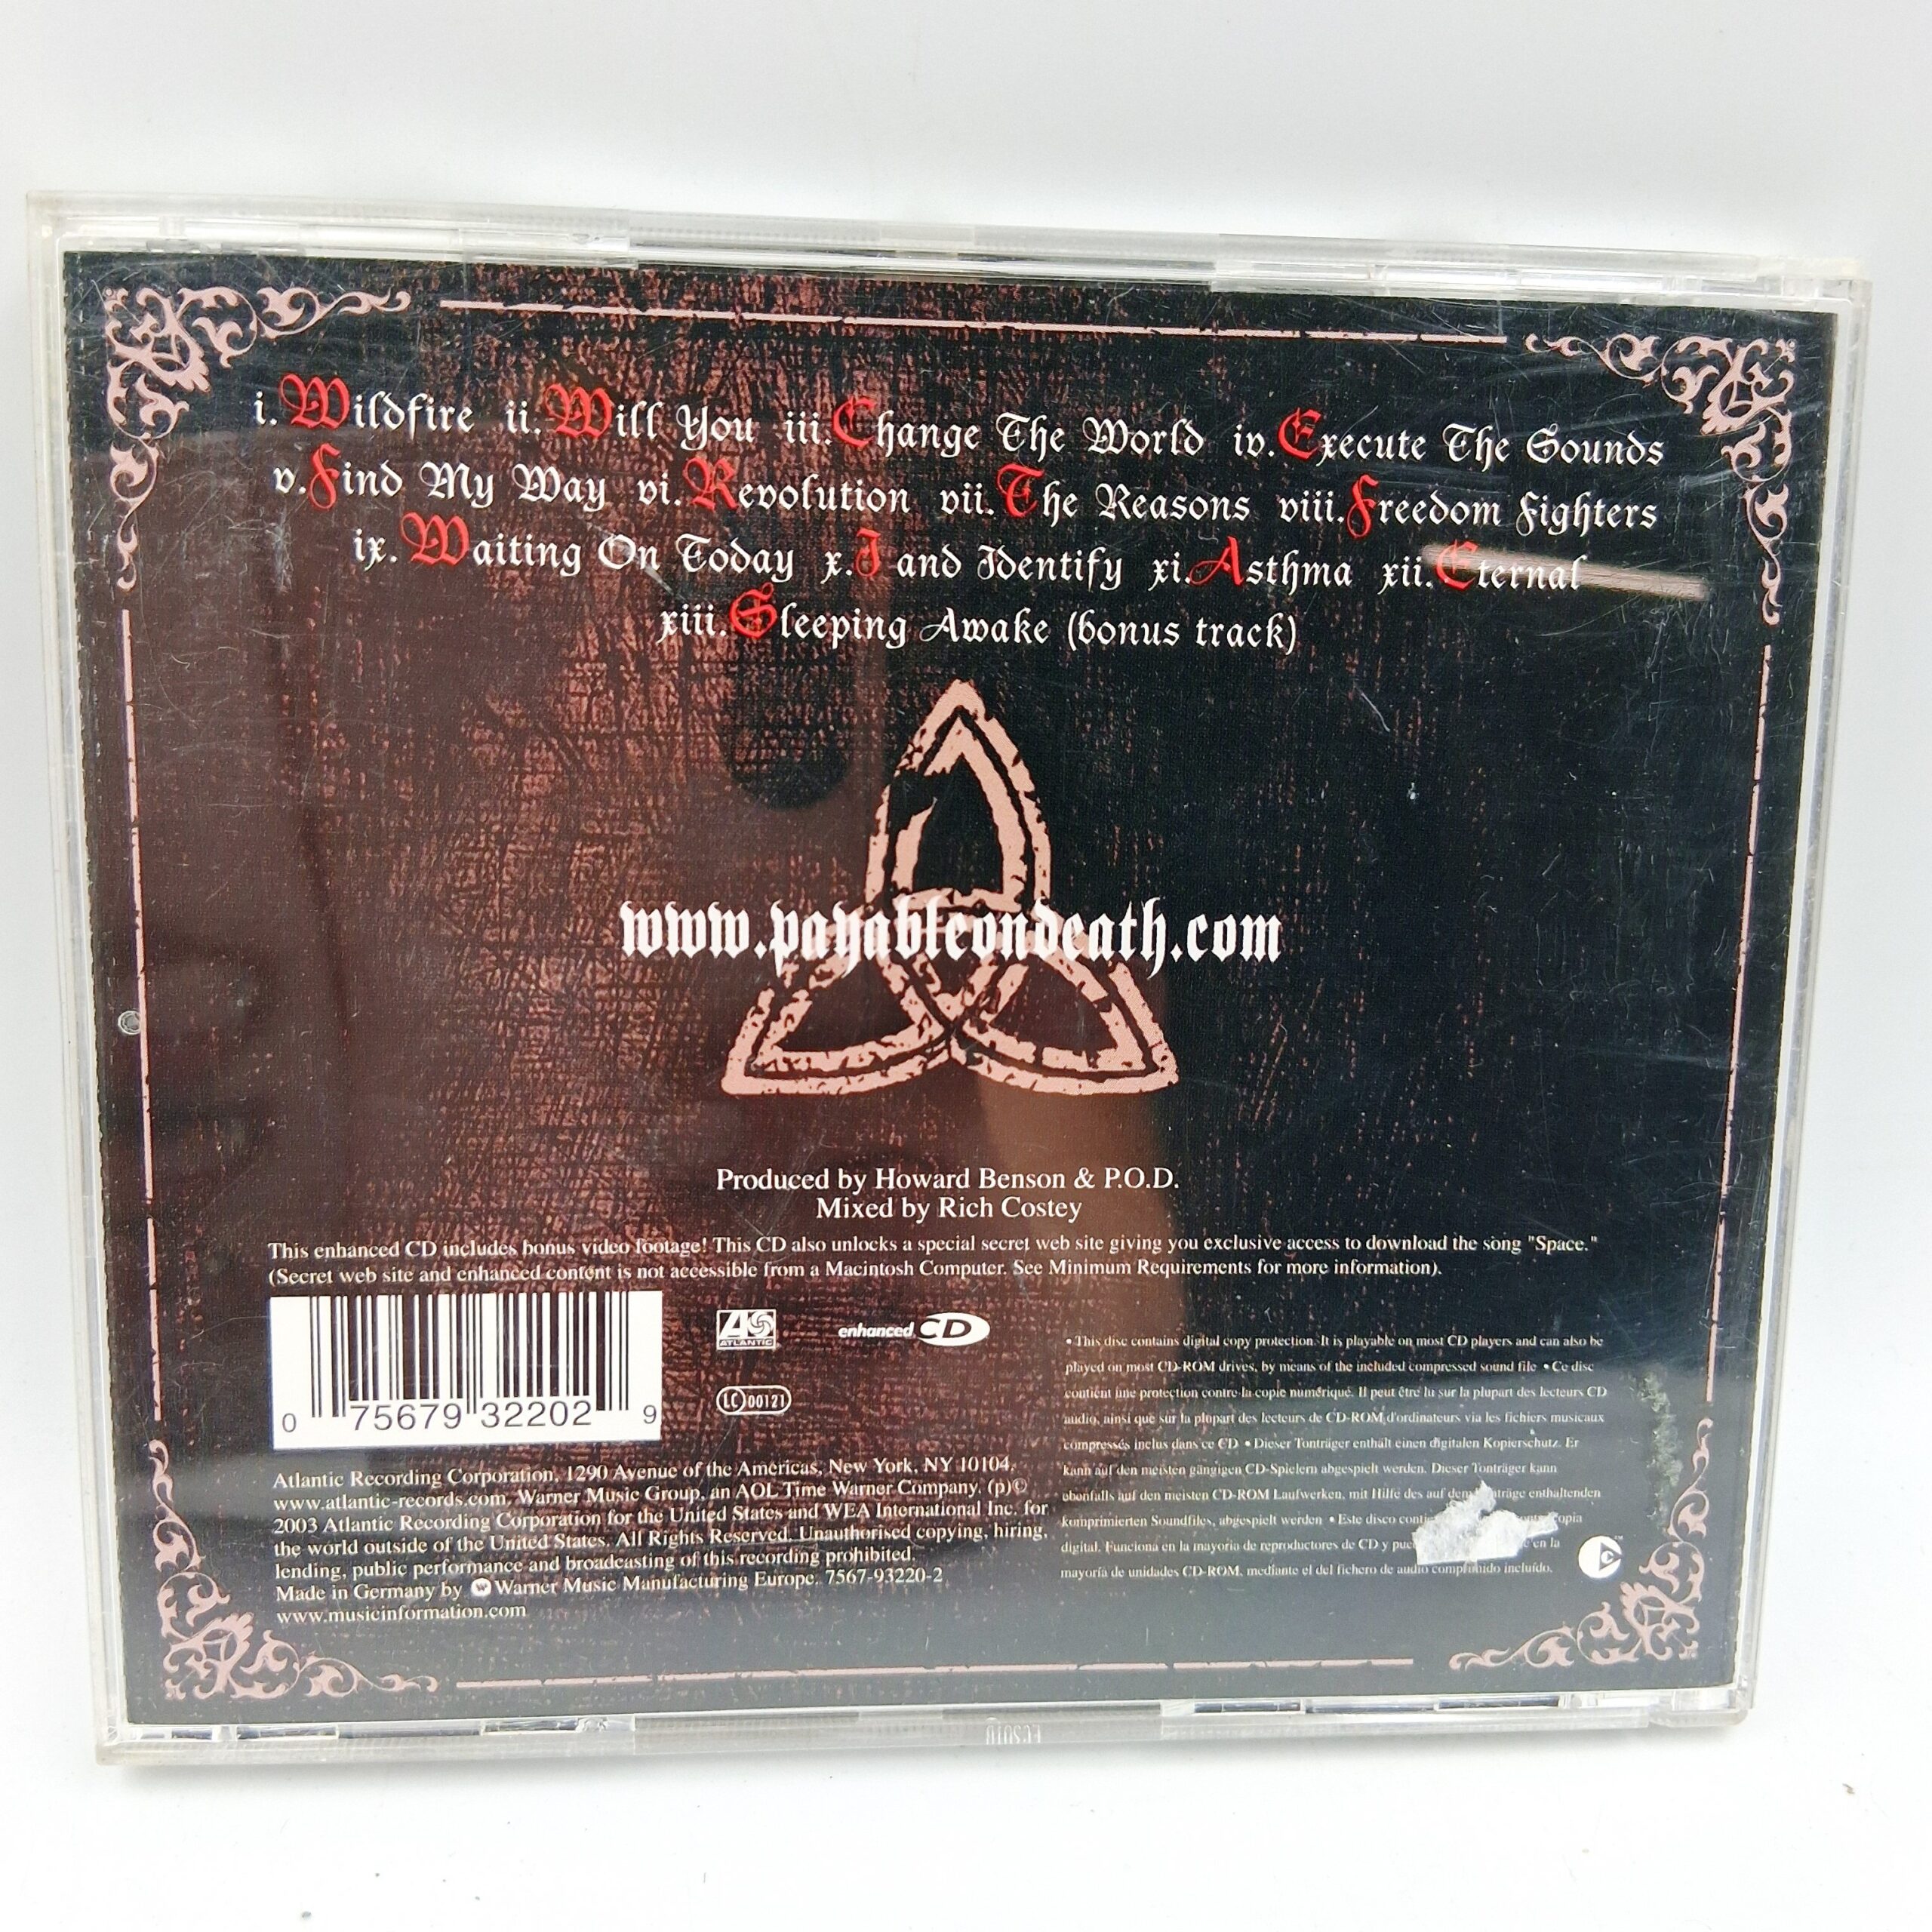 i.Wildfire ii.Will You iii.Change The World iv.Execute The Sounds
v.Find My Way vi.Revolution vii.The Reasons viii.Freedom Fighters
ix.Waiting On Today x.I and Identify xi.Asthma xii.Eternal
xiii.Sleeping Awake (bonus track)
www.payableondeath.com
Produced by Howard Benson & P.O.D.
Mixed by Rich Costey
This enhanced CD includes bonus video footage! This CD also unlocks a special secret web site giving you exclusive access to download the song "Space."
(Secret web site and enhanced content is not accessible from a Macintosh Computer. See Minimum Requirements for more information).
0 75679 32202 9
ATLANTIC
enhanced CD
LC 00121
Atlantic Recording Corporation, 1290 Avenue of the Americas, New York, NY 10104,
www.atlantic-records.com, Warner Music Group, an AOL Time Warner Company. (p)©
2003 Atlantic Recording Corporation for the United States and WEA International Inc. for
the world outside of the United States. All Rights Reserved. Unauthorised copying, hiring,
lending, public performance and broadcasting of this recording prohibited.
Made in Germany by W Warner Music Manufacturing Europe. 7567-93220-2
www.musicinformation.com
• This disc contains digital copy protection. It is playable on most CD players and can also be
played on most CD-ROM drives, by means of the included compressed sound file • Ce disc
contient une protection contre la copie numérique. Il peut être lu sur la plupart des lecteurs CD
audio, ainsi que sur la plupart des lecteurs de CD-ROM d'ordinateurs via les fichiers musicaux
compressés inclus dans ce CD • Dieser Tonträger enthält einen digitalen Kopierschutz. Er
kann auf den meisten gängigen CD-Spielern abgespielt werden. Dieser Tonträger kann
ebenfalls auf den meisten CD-ROM Laufwerken, mit Hilfe des auf dem enthaltenden
komprimierten Soundfiles, abgespielt werden • Este disco copia
digital. Funciona en la mayoría de reproductores de CD y en la
mayoría de unidades CD-ROM, mediante el del fichero de audio comprimido incluido.